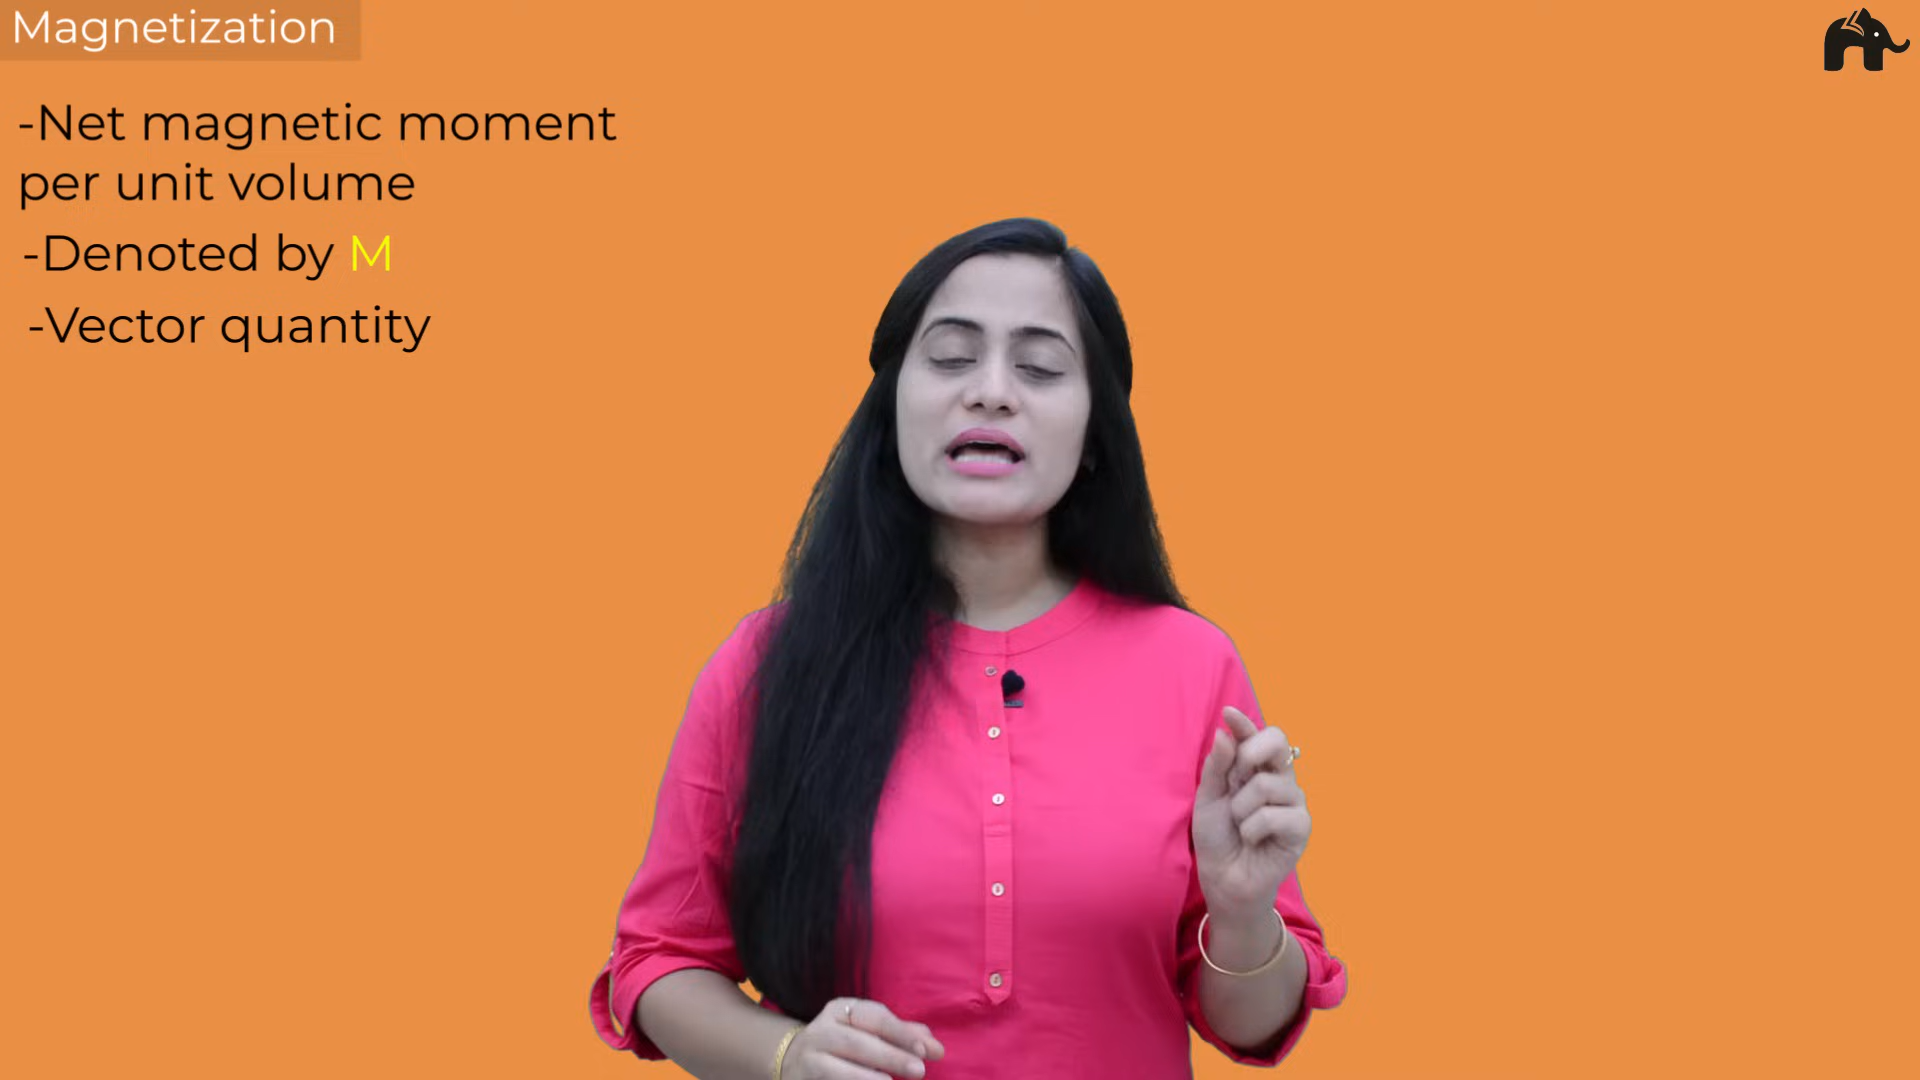 Magnetization
-Net magnetic moment
per unit volume
-Denoted by M
-Vector quantity